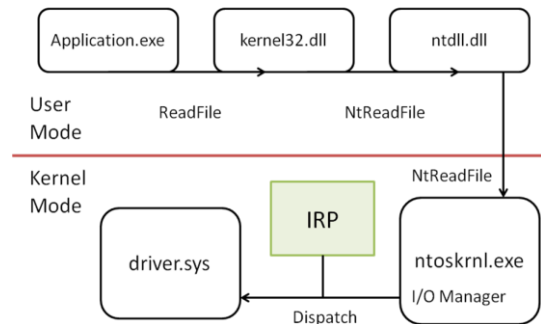 Application.exe
kernel32.dll
ntdll.dll
ReadFile
NtReadFile
User
Mode
Kernel
Mode
NtReadFile
IRP
driver.sys
ntoskrnl.exe
I/O Manager
Dispatch